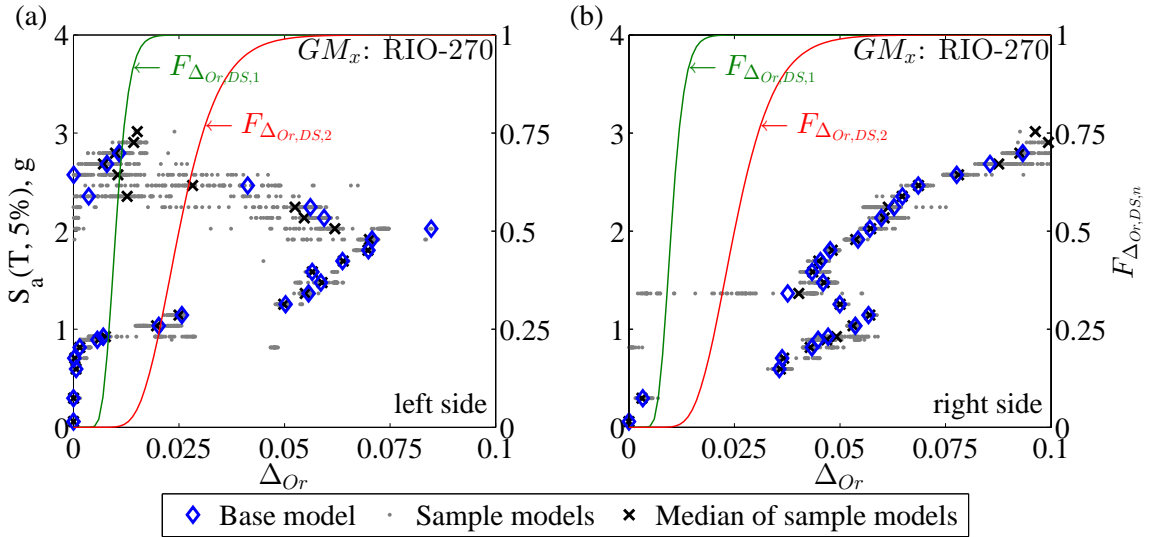 (a)
GM_x: RIO-270
F_{Δ_{Or,DS,1}}
F_{Δ_{Or,DS,2}}
left side
S_a(T, 5%), g
4
3
2
1
0
1
0.75
0.5
0.25
0
0
0.025
0.05
0.075
0.1
Δ_{Or}
(b)
GM_x: RIO-270
F_{Δ_{Or,DS,1}}
F_{Δ_{Or,DS,2}}
right side
4
3
2
1
0
1
0.75
0.5
0.25
0
F_{Δ_{Or,DS,n}}
0
0.025
0.05
0.075
0.1
Δ_{Or}
Base model Sample models Median of sample models